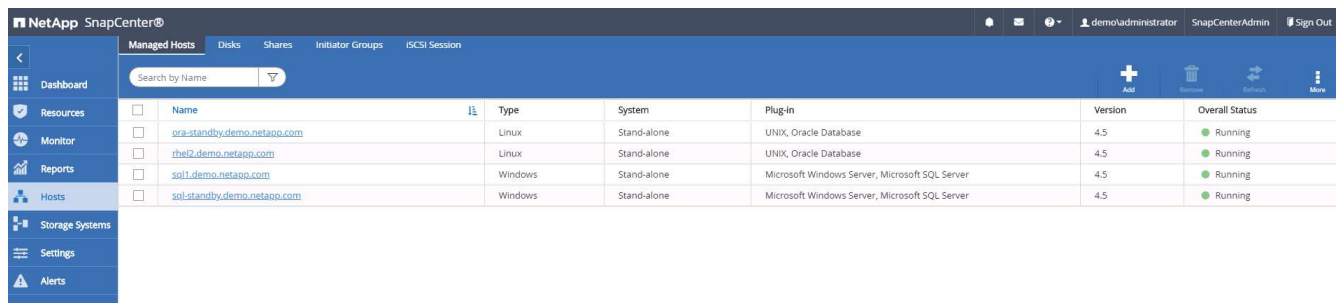 NetApp SnapCenter® demo\administrator SnapCenterAdmin Sign Out
Managed Hosts Disks Shares Initiator Groups iSCSI Session
Search by Name
Add Remove Refresh More
Dashboard
Resources
Monitor
Reports
Hosts
Storage Systems
Settings
Alerts
Name Type System Plug-in Version Overall Status
ora-standby.demo.netapp.com Linux Stand-alone UNIX, Oracle Database 4.5 Running
rhel2.demo.netapp.com Linux Stand-alone UNIX, Oracle Database 4.5 Running
sql1.demo.netapp.com Windows Stand-alone Microsoft Windows Server, Microsoft SQL Server 4.5 Running
sql-standby.demo.netapp.com Windows Stand-alone Microsoft Windows Server, Microsoft SQL Server 4.5 Running